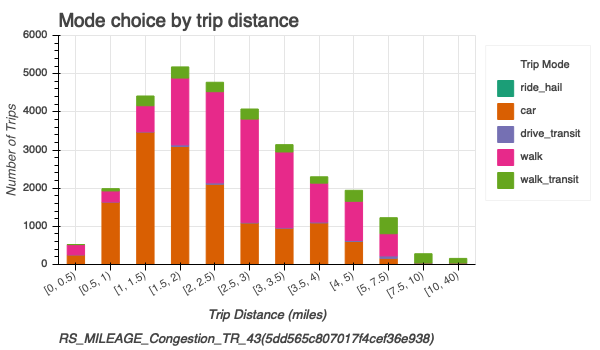 Mode choice by trip distance
Number of Trips
6000
5000
4000
3000
2000
1000
0
[0, 0.5)
[0.5, 1)
[1, 1.5)
[1.5, 2)
[2, 2.5)
[2.5, 3)
[3, 3.5)
[3.5, 4)
[4, 5)
[5, 7.5)
[7.5, 10)
[10, 40)
Trip Distance (miles)
Trip Mode
ride_hail
car
drive_transit
walk
walk_transit
RS_MILEAGE_Congestion_TR_43(5dd565c807017f4cef36e938)